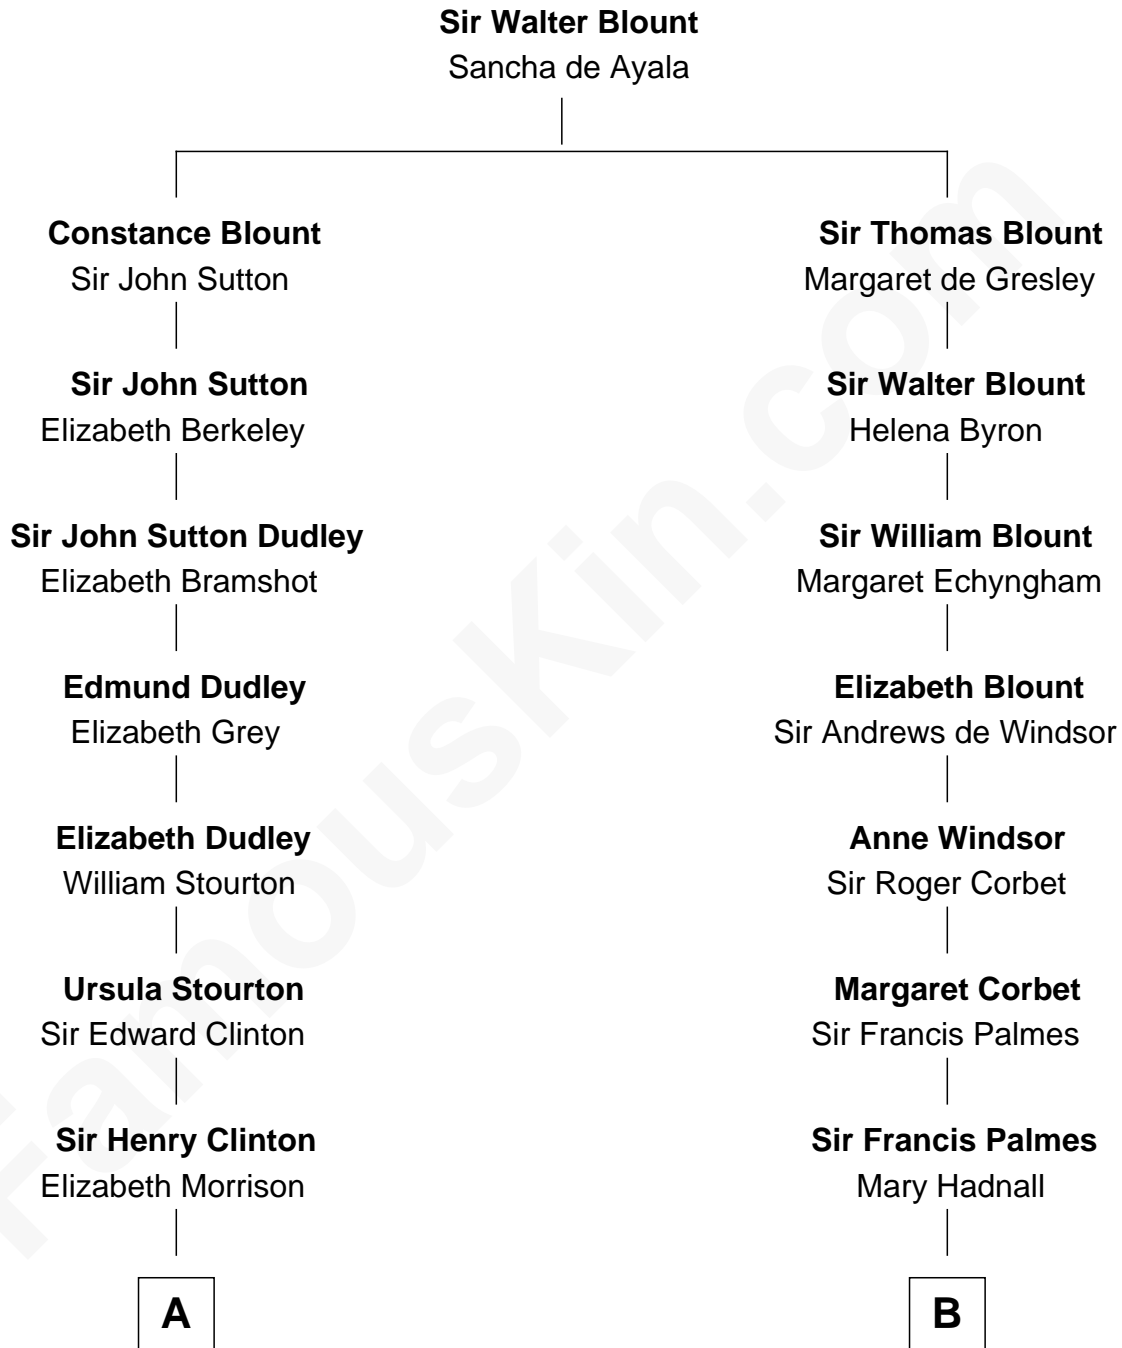 Sir Walter Blount
Sancha de Ayala
Constance Blount
Sir John Sutton
Sir Thomas Blount
Margaret de Gresley
Sir John Sutton
Elizabeth Berkeley
Sir Walter Blount
Helena Byron
Sir John Sutton Dudley
Elizabeth Bramshot
Sir William Blount
Margaret Echyngham
Edmund Dudley
Elizabeth Grey
Elizabeth Blount
Sir Andrews de Windsor
Elizabeth Dudley
William Stourton
Anne Windsor
Sir Roger Corbet
Ursula Stourton
Sir Edward Clinton
Margaret Corbet
Sir Francis Palmes
Sir Henry Clinton
Elizabeth Morrison
Sir Francis Palmes
Mary Hadnall
A
B
FamousKin.com